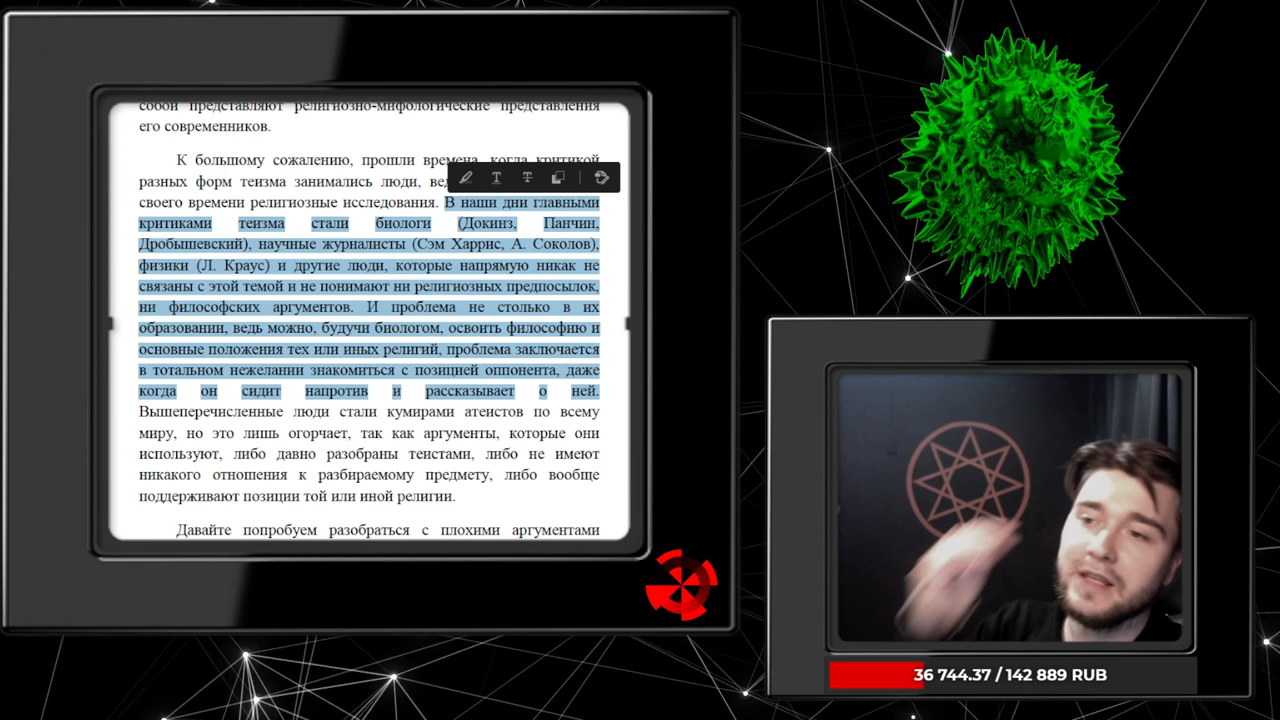 собой представляют религиозно-мифологические представления
его современников.
К большому сожалению, прошли времена, когда критикой
разных форм теизма занимались люди,
своего времени религиозные исследования. В наши дни главными
критиками теизма стали биологи (Докинз, Панчин,
Дробышевский), научные журналисты (Сэм Харрис, А. Соколов),
физики (Л. Краус) и другие люди, которые напрямую никак не
связаны с этой темой и не понимают ни религиозных предпосылок,
ни философских аргументов. И проблема не столько в их
образовании, ведь можно, будучи биологом, освоить философию и
основные положения тех или иных религий, проблема заключается
в тотальном нежелании знакомиться с позицией оппонента, даже
когда он сидит напротив и рассказывает о ней.
Вышеперечисленные люди стали кумирами атеистов по всему
миру, но это лишь огорчает, так как аргументы, которые они
используют, либо давно разобраны теистами, либо не имеют
никакого отношения к разбираемому предмету, либо вообще
поддерживают позиции той или иной религии.
Давайте попробуем разобраться с плохими аргументами
36 744.37 / 142 889 RUB